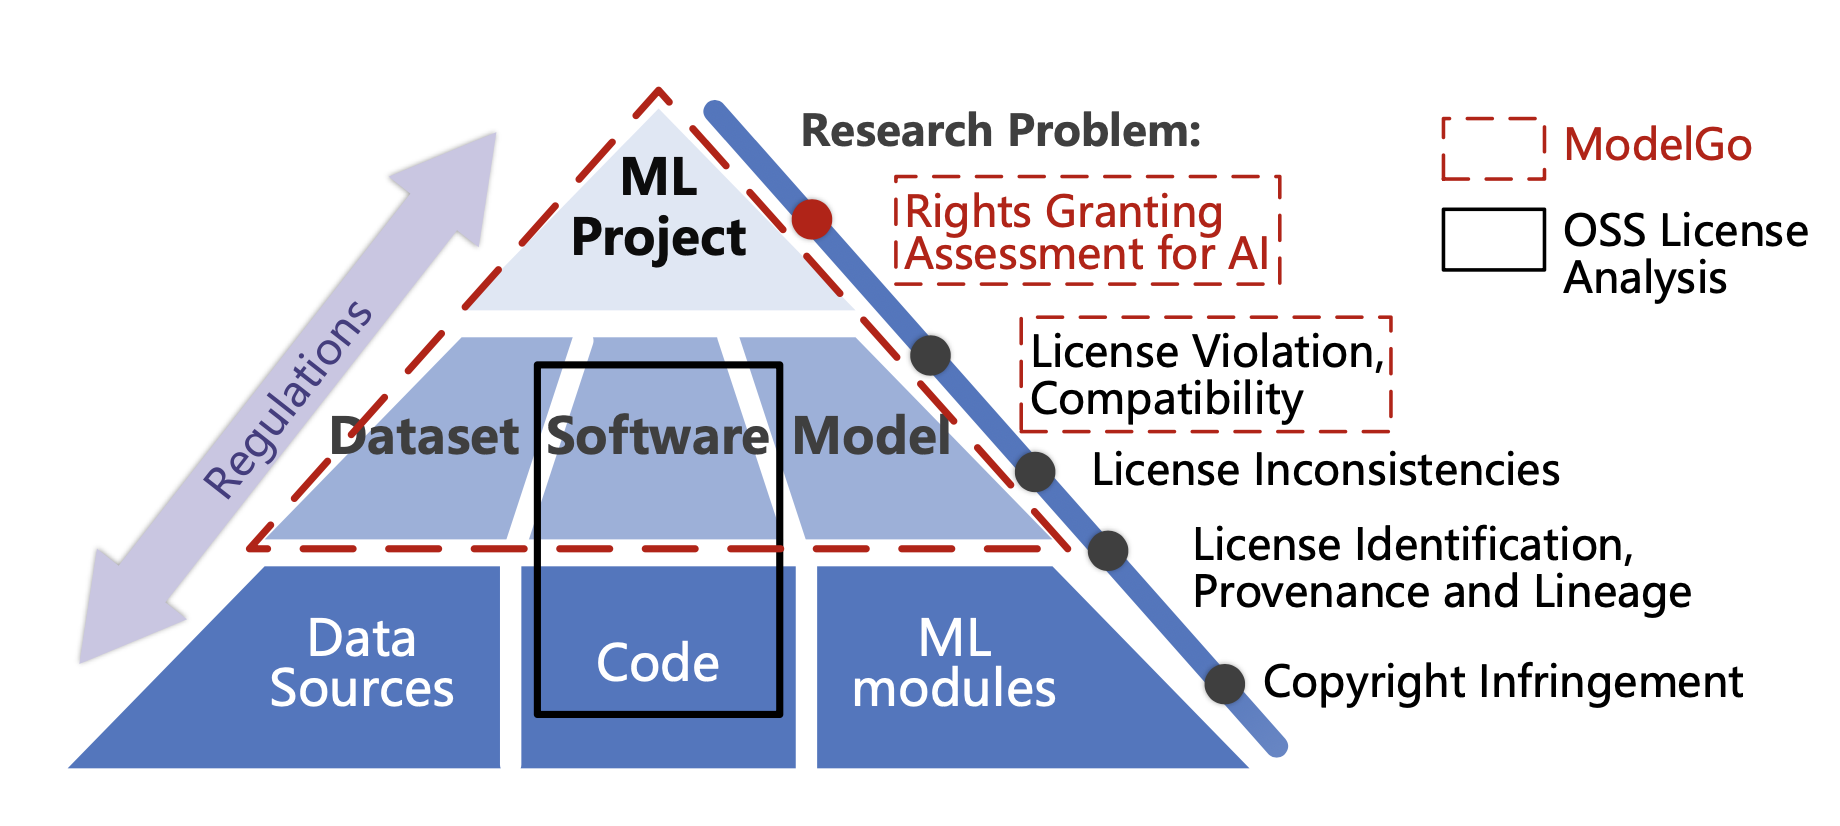 Regulations
ML
Project
Dataset Software Model
Data
Sources
Code
ML
modules
Research Problem:
Rights Granting
Assessment for AI
License Violation,
Compatibility
License Inconsistencies
License Identification,
Provenance and Lineage
Copyright Infringement
ModelGo
OSS License
Analysis